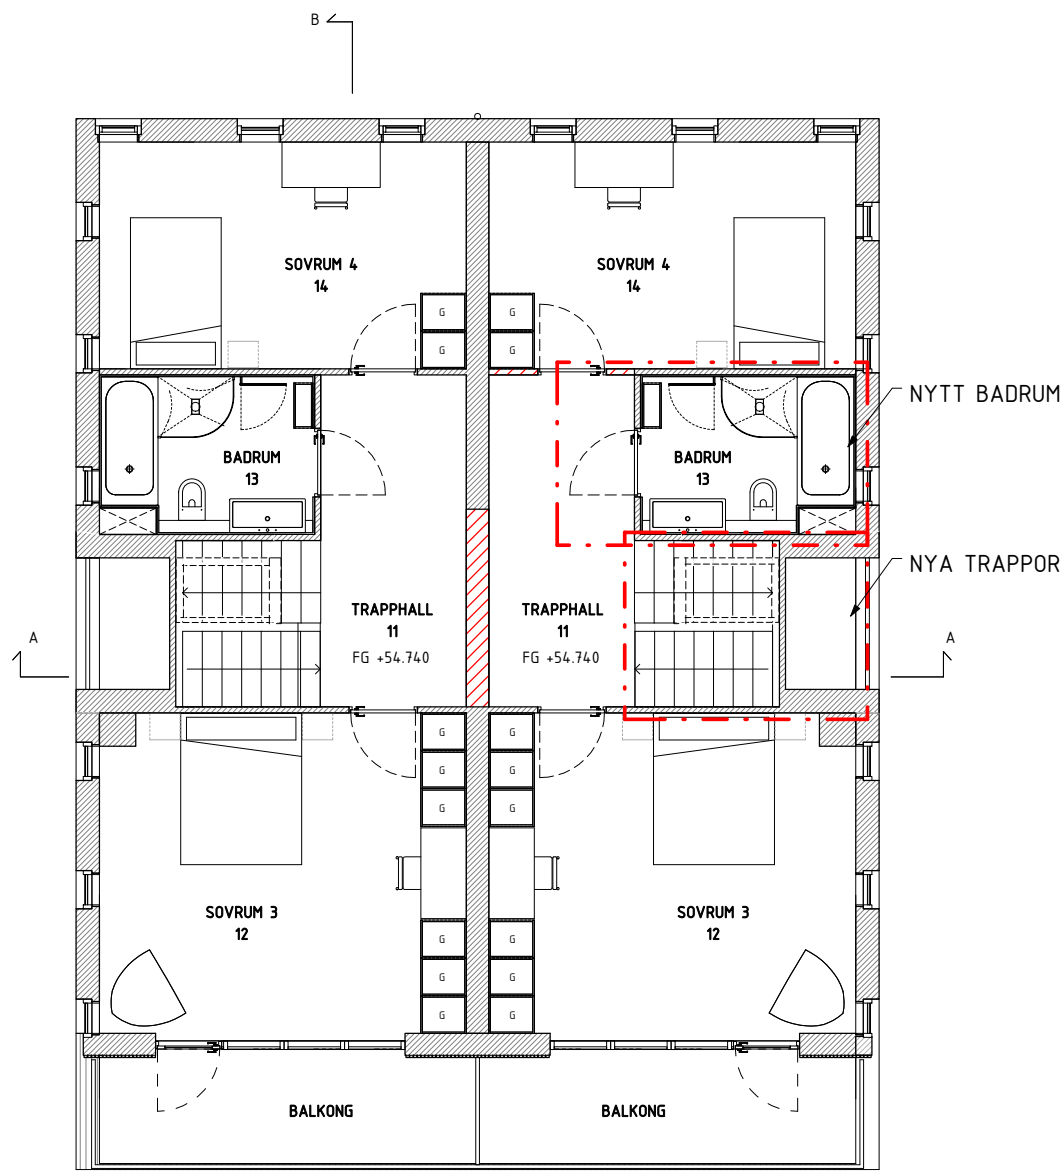 B
SOVRUM 4
14
SOVRUM 4
14
G
G
G
G
NYTT BADRUM
BADRUM
13
BADRUM
13
NYA TRAPPOR
TRAPPHALL
11
FG +54.740
TRAPPHALL
11
FG +54.740
A
A
G
G
G
G
G
G
SOVRUM 3
12
SOVRUM 3
12
G
G
G
G
G
G
BALKONG
BALKONG